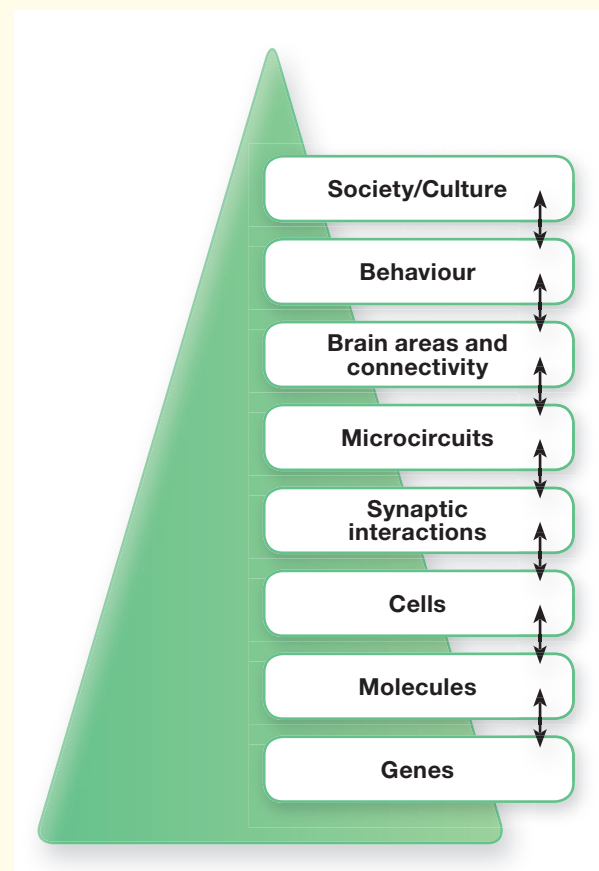 Society/Culture
Behaviour
Brain areas and
connectivity
Microcircuits
Synaptic
interactions
Cells
Molecules
Genes